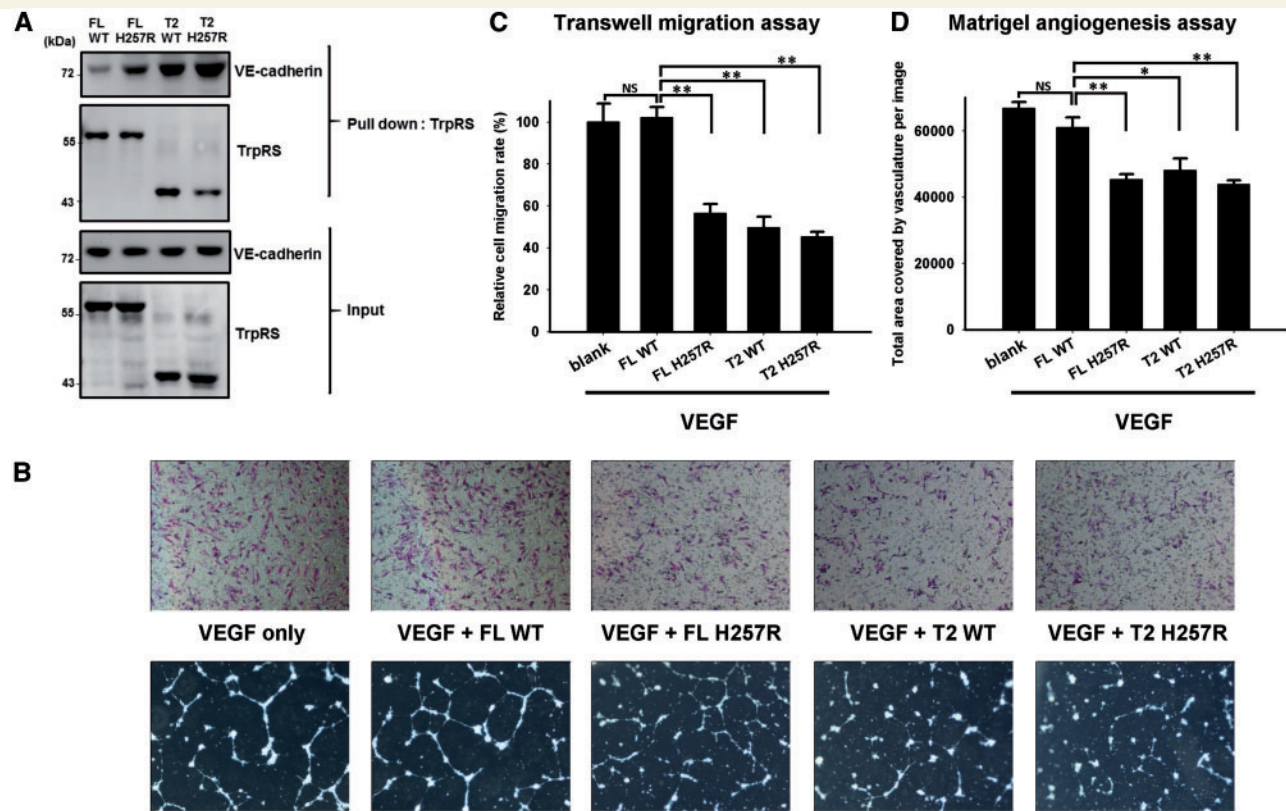 A
FL WT
FL H257R
T2 WT
T2 H257R
(kDa)
72
VE-cadherin
55
TrpRS
43
Pull down : TrpRS
72
VE-cadherin
55
TrpRS
43
Input
C
Transwell migration assay
Relative cell migration rate (%)
100
80
60
40
20
0
NS
**
**
**
blank
FL WT
FL H257R
T2 WT
T2 H257R
VEGF
D
Matrigel angiogenesis assay
Total area covered by vasculature per image
60000
40000
20000
0
NS
**
*
**
blank
FL WT
FL H257R
T2 WT
T2 H257R
VEGF
B
VEGF only
VEGF + FL WT
VEGF + FL H257R
VEGF + T2 WT
VEGF + T2 H257R